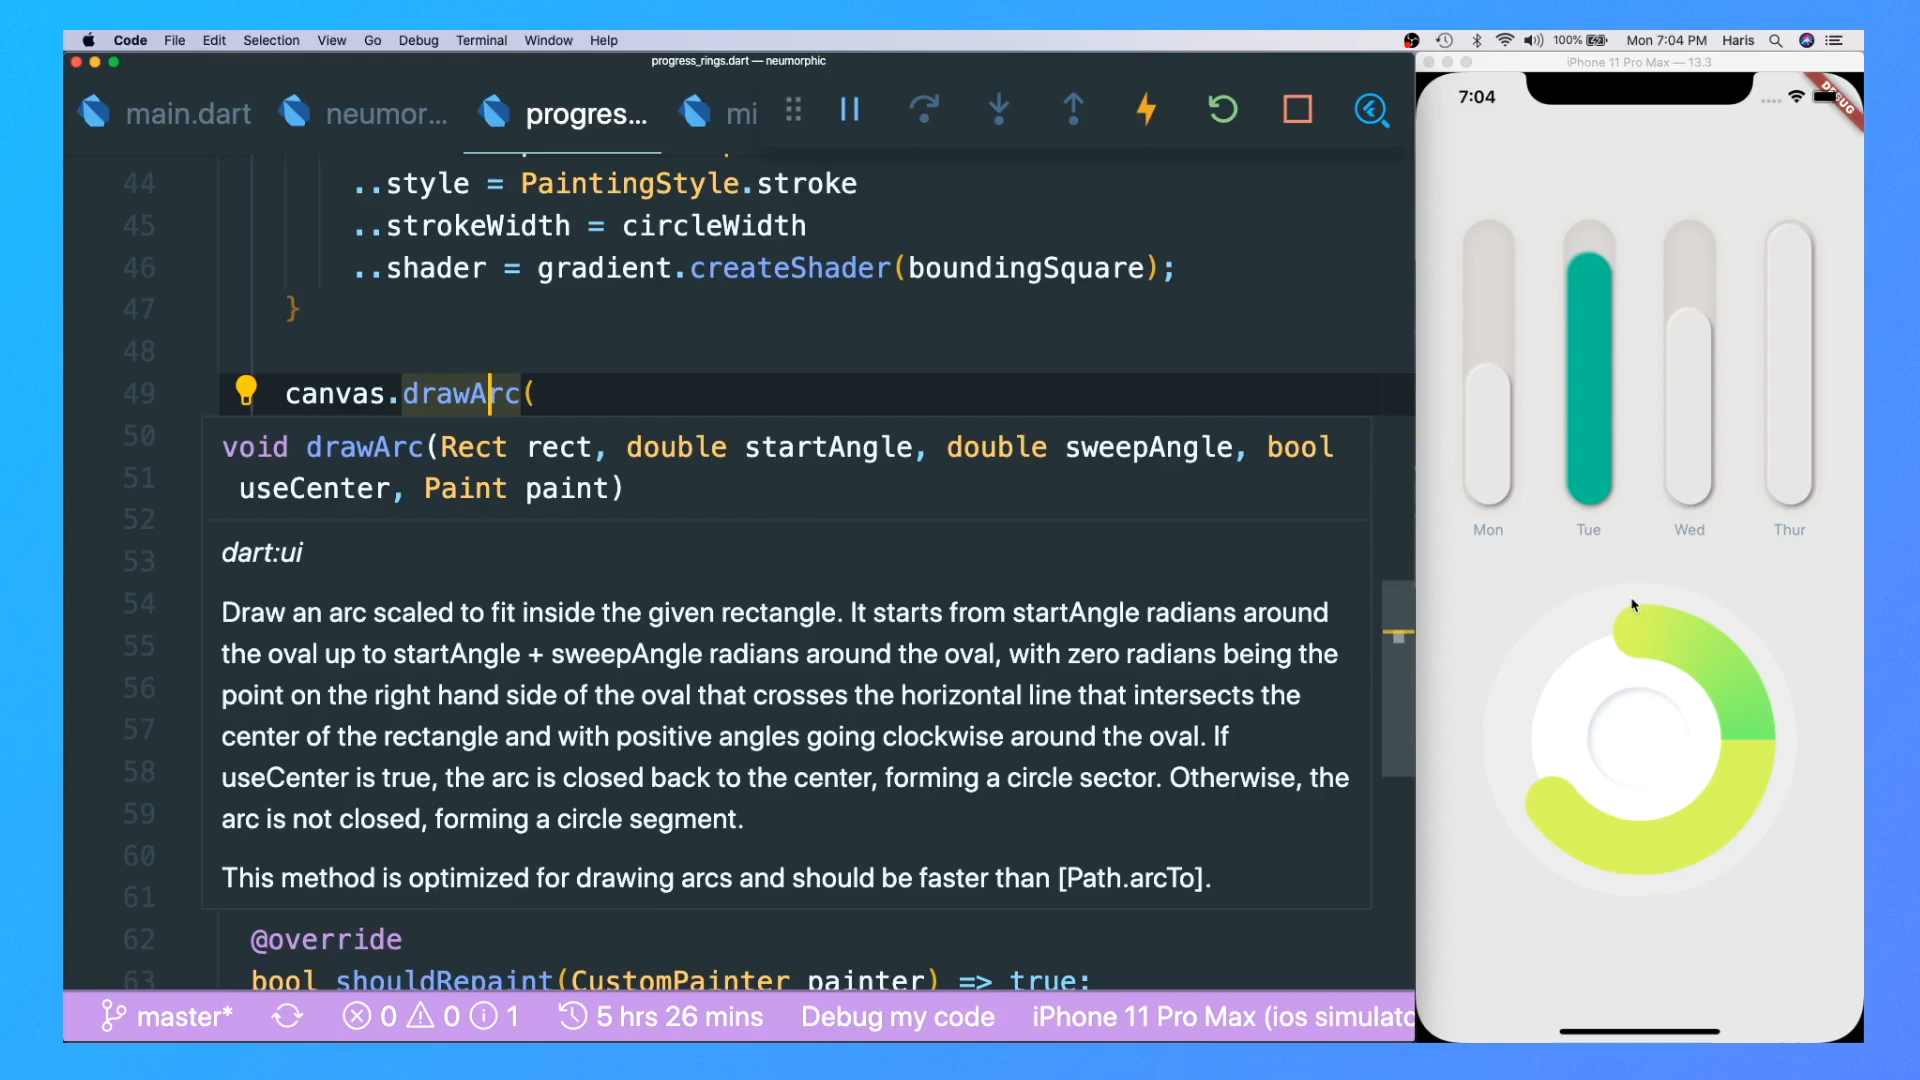 Code File Edit Selection View Go Debug Terminal Window Help
100% Mon 7:04 PM Haris
progress_rings.dart — neumorphic
iPhone 11 Pro Max — 13.3
main.dart neumor... progres... mi
7:04
DEBUG
44 ..style = PaintingStyle.stroke
45 ..strokeWidth = circleWidth
46 ..shader = gradient.createShader(boundingSquare);
47 }
48
49 canvas.drawArc(
50
51
52
53
54
55
56
57
58
59
60
61
void drawArc(Rect rect, double startAngle, double sweepAngle, bool
useCenter, Paint paint)
dart:ui
Draw an arc scaled to fit inside the given rectangle. It starts from startAngle radians around
the oval up to startAngle + sweepAngle radians around the oval, with zero radians being the
point on the right hand side of the oval that crosses the horizontal line that intersects the
center of the rectangle and with positive angles going clockwise around the oval. If
useCenter is true, the arc is closed back to the center, forming a circle sector. Otherwise, the
arc is not closed, forming a circle segment.
This method is optimized for drawing arcs and should be faster than [Path.arcTo].
62 @override
63 bool shouldRepaint(CustomPainter painter) => true;
master* 0 0 1 5 hrs 26 mins Debug my code iPhone 11 Pro Max (ios simulato
Mon Tue Wed Thur